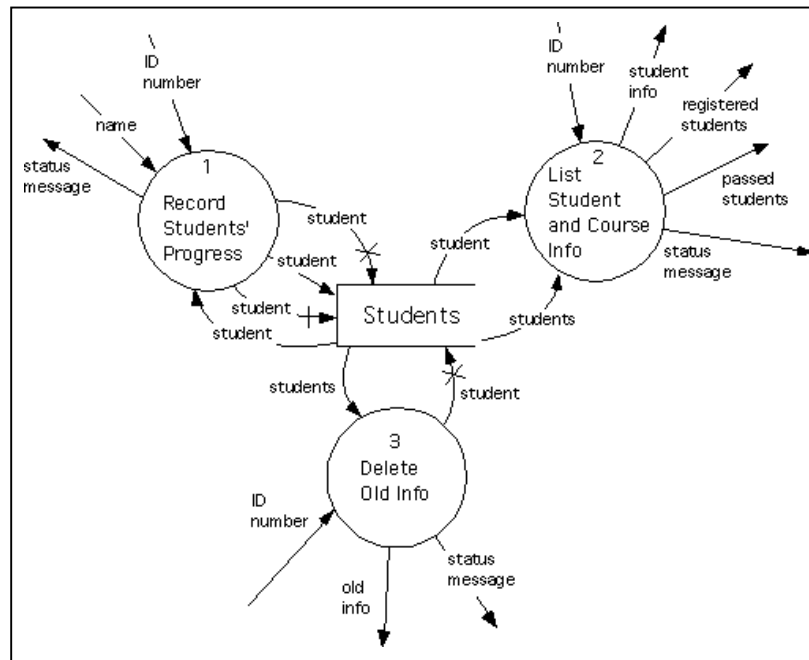 ID
number
name
status
message
1
Record
Students'
Progress
student
student
student
student
ID
number
student
info
registered
students
passed
students
status
message
2
List
Student
and Course
Info
student
students
Students
students
student
3
Delete
Old Info
ID
number
old
info
status
message